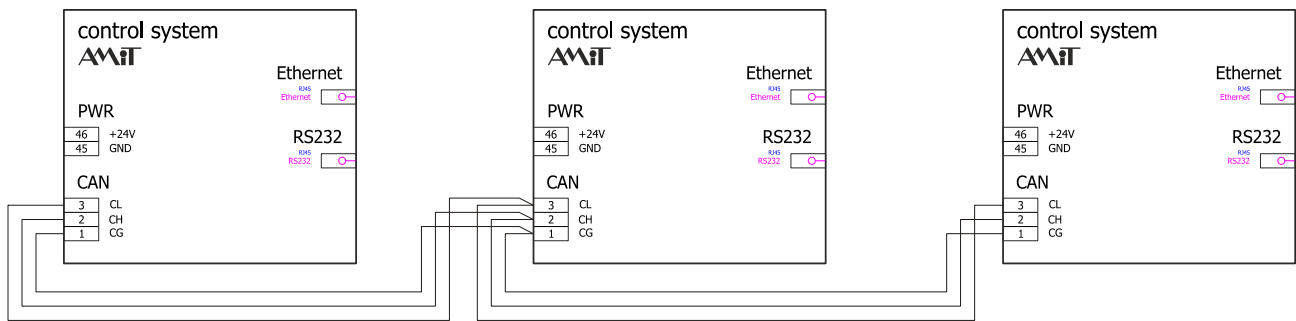 control system
AMiT
Ethernet
RJ45
Ethernet
PWR
46 +24V
45 GND
RS232
RJ45
RS232
CAN
3 CL
2 CH
1 CG
control system
AMiT
Ethernet
RJ45
Ethernet
PWR
46 +24V
45 GND
RS232
RJ45
RS232
CAN
3 CL
2 CH
1 CG
control system
AMiT
Ethernet
RJ45
Ethernet
PWR
46 +24V
45 GND
RS232
RJ45
RS232
CAN
3 CL
2 CH
1 CG